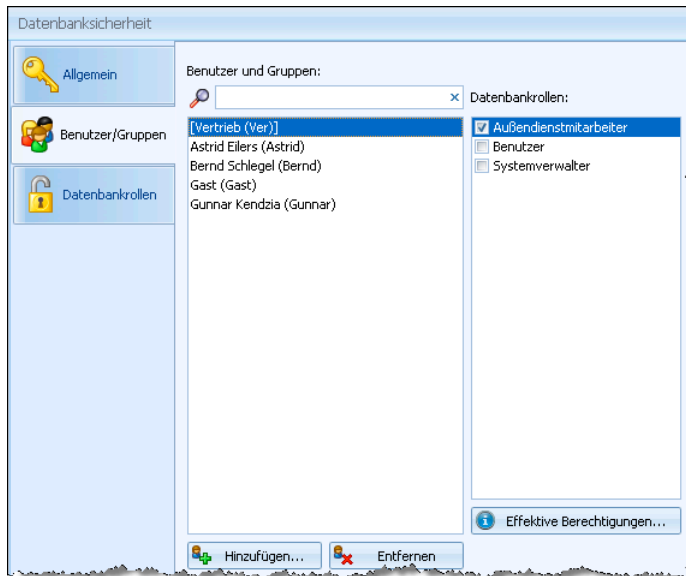 Datenbanksicherheit
Allgemein
Benutzer/Gruppen
Datenbankrollen
Benutzer und Gruppen:
[Vertrieb (Ver)]
Astrid Eilers (Astrid)
Bernd Schlegel (Bernd)
Gast (Gast)
Gunnar Kendzia (Gunnar)
Hinzufügen...
Entfernen
Datenbankrollen:
Außendienstmitarbeiter
Benutzer
Systemverwalter
Effektive Berechtigungen...